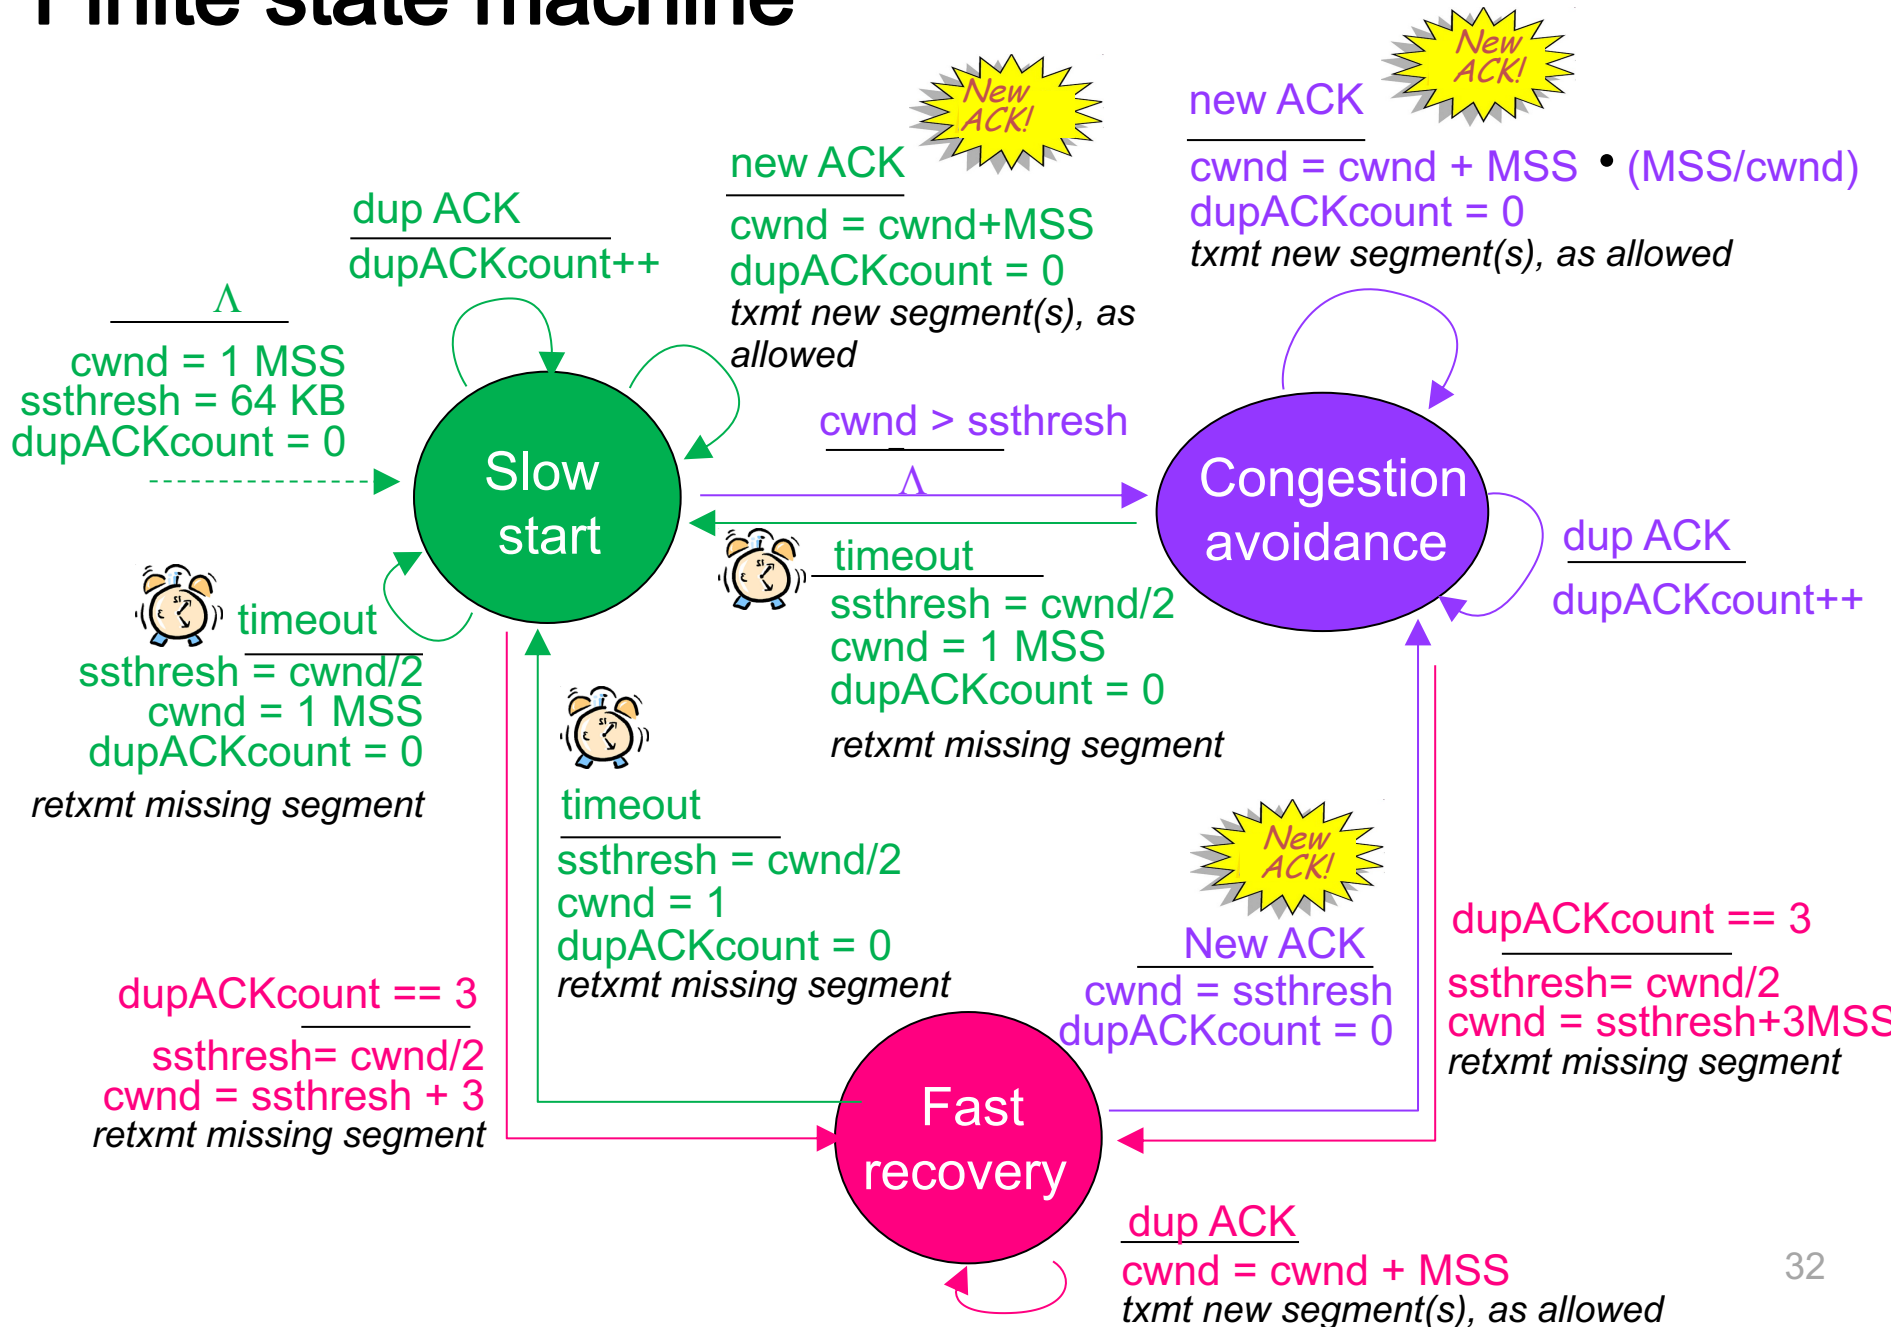 Finite state machine
New
ACK!
new ACK
cwnd = cwnd + MSS • (MSS/cwnd)
dupACKcount = 0
txmt new segment(s), as allowed
New
ACK!
new ACK
cwnd = cwnd+MSS
dupACKcount = 0
txmt new segment(s), as
allowed
dup ACK
dupACKcount++
Λ
cwnd = 1 MSS
ssthresh = 64 KB
dupACKcount = 0
Slow
start
cwnd > ssthresh
Λ
Congestion
avoidance
dup ACK
dupACKcount++
timeout
ssthresh = cwnd/2
cwnd = 1 MSS
dupACKcount = 0
retxmt missing segment
timeout
ssthresh = cwnd/2
cwnd = 1 MSS
dupACKcount = 0
retxmt missing segment
timeout
ssthresh = cwnd/2
cwnd = 1
dupACKcount = 0
retxmt missing segment
New
ACK!
New ACK
cwnd = ssthresh
dupACKcount = 0
dupACKcount == 3
ssthresh= cwnd/2
cwnd = ssthresh+3MSS
retxmt missing segment
dupACKcount == 3
ssthresh= cwnd/2
cwnd = ssthresh + 3
retxmt missing segment
Fast
recovery
dup ACK
cwnd = cwnd + MSS
txmt new segment(s), as allowed
32